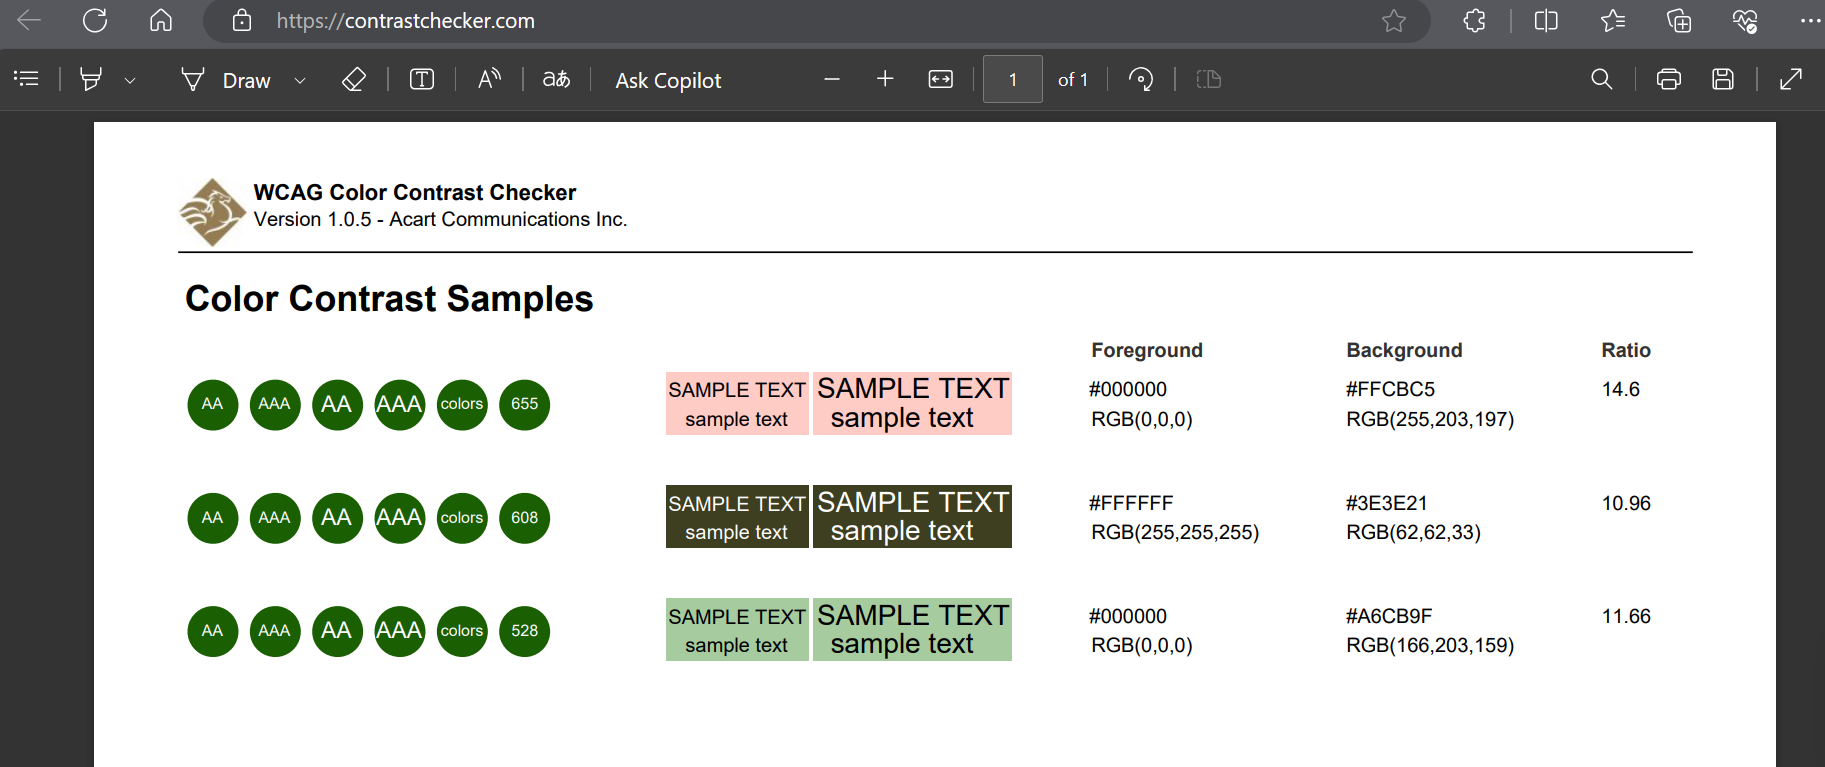 https://contrastchecker.com
Draw
aあ
Ask Copilot
1 of 1
WCAG Color Contrast Checker
Version 1.0.5 - Acart Communications Inc.
Color Contrast Samples
Foreground Background Ratio
AA AAA AA AAA colors 655
SAMPLE TEXT SAMPLE TEXT #000000 #FFCBC5 14.6
sample text sample text RGB(0,0,0) RGB(255,203,197)
AA AAA AA AAA colors 608
SAMPLE TEXT SAMPLE TEXT #FFFFFF #3E3E21 10.96
sample text sample text RGB(255,255,255) RGB(62,62,33)
AA AAA AA AAA colors 528
SAMPLE TEXT SAMPLE TEXT #000000 #A6CB9F 11.66
sample text sample text RGB(0,0,0) RGB(166,203,159)